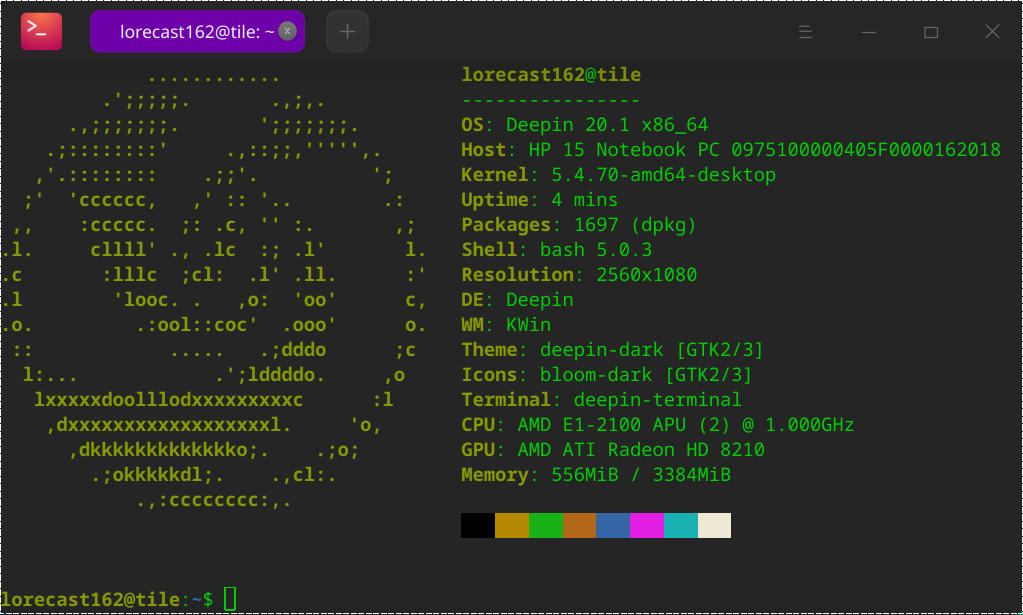 lorecast162@tile: ~
lorecast162@tile
----------------
OS: Deepin 20.1 x86_64
Host: HP 15 Notebook PC 0975100000405F0000162018
Kernel: 5.4.70-amd64-desktop
Uptime: 4 mins
Packages: 1697 (dpkg)
Shell: bash 5.0.3
Resolution: 2560x1080
DE: Deepin
WM: KWin
Theme: deepin-dark [GTK2/3]
Icons: bloom-dark [GTK2/3]
Terminal: deepin-terminal
CPU: AMD E1-2100 APU (2) @ 1.000GHz
GPU: AMD ATI Radeon HD 8210
Memory: 556MiB / 3384MiB
lorecast162@tile:~$